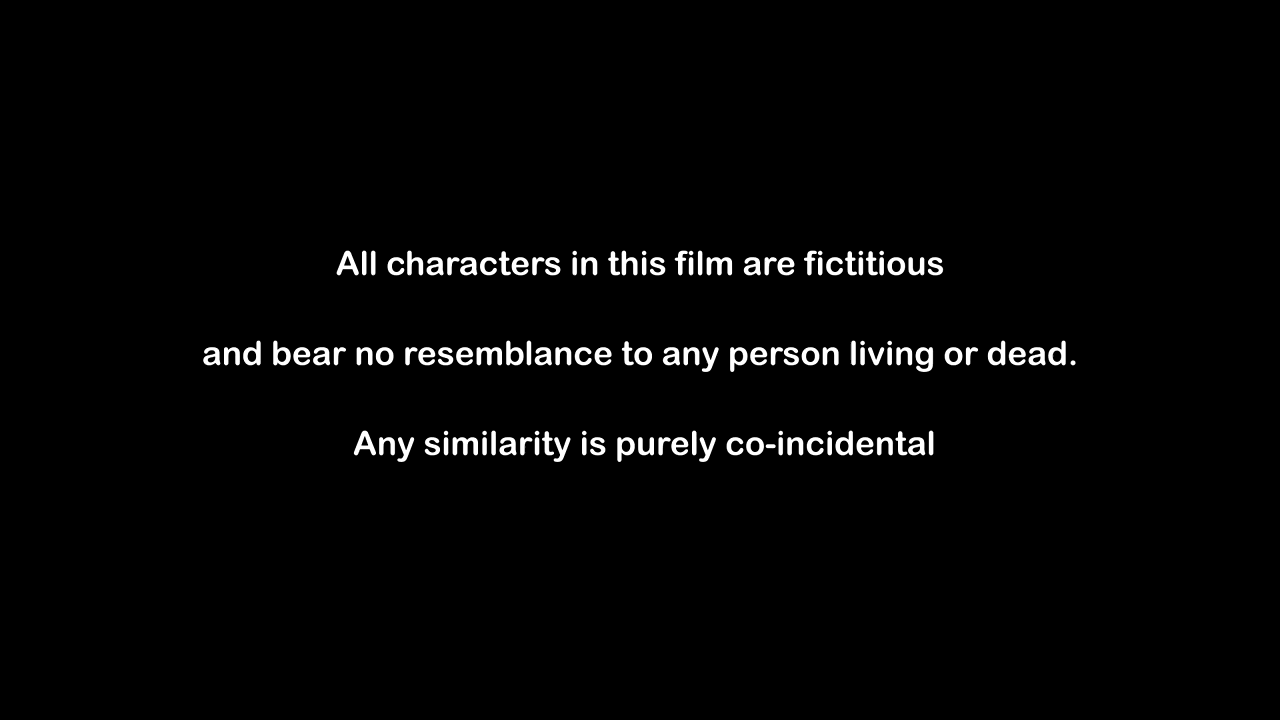 All characters in this film are fictitious
and bear no resemblance to any person living or dead.
Any similarity is purely co-incidental